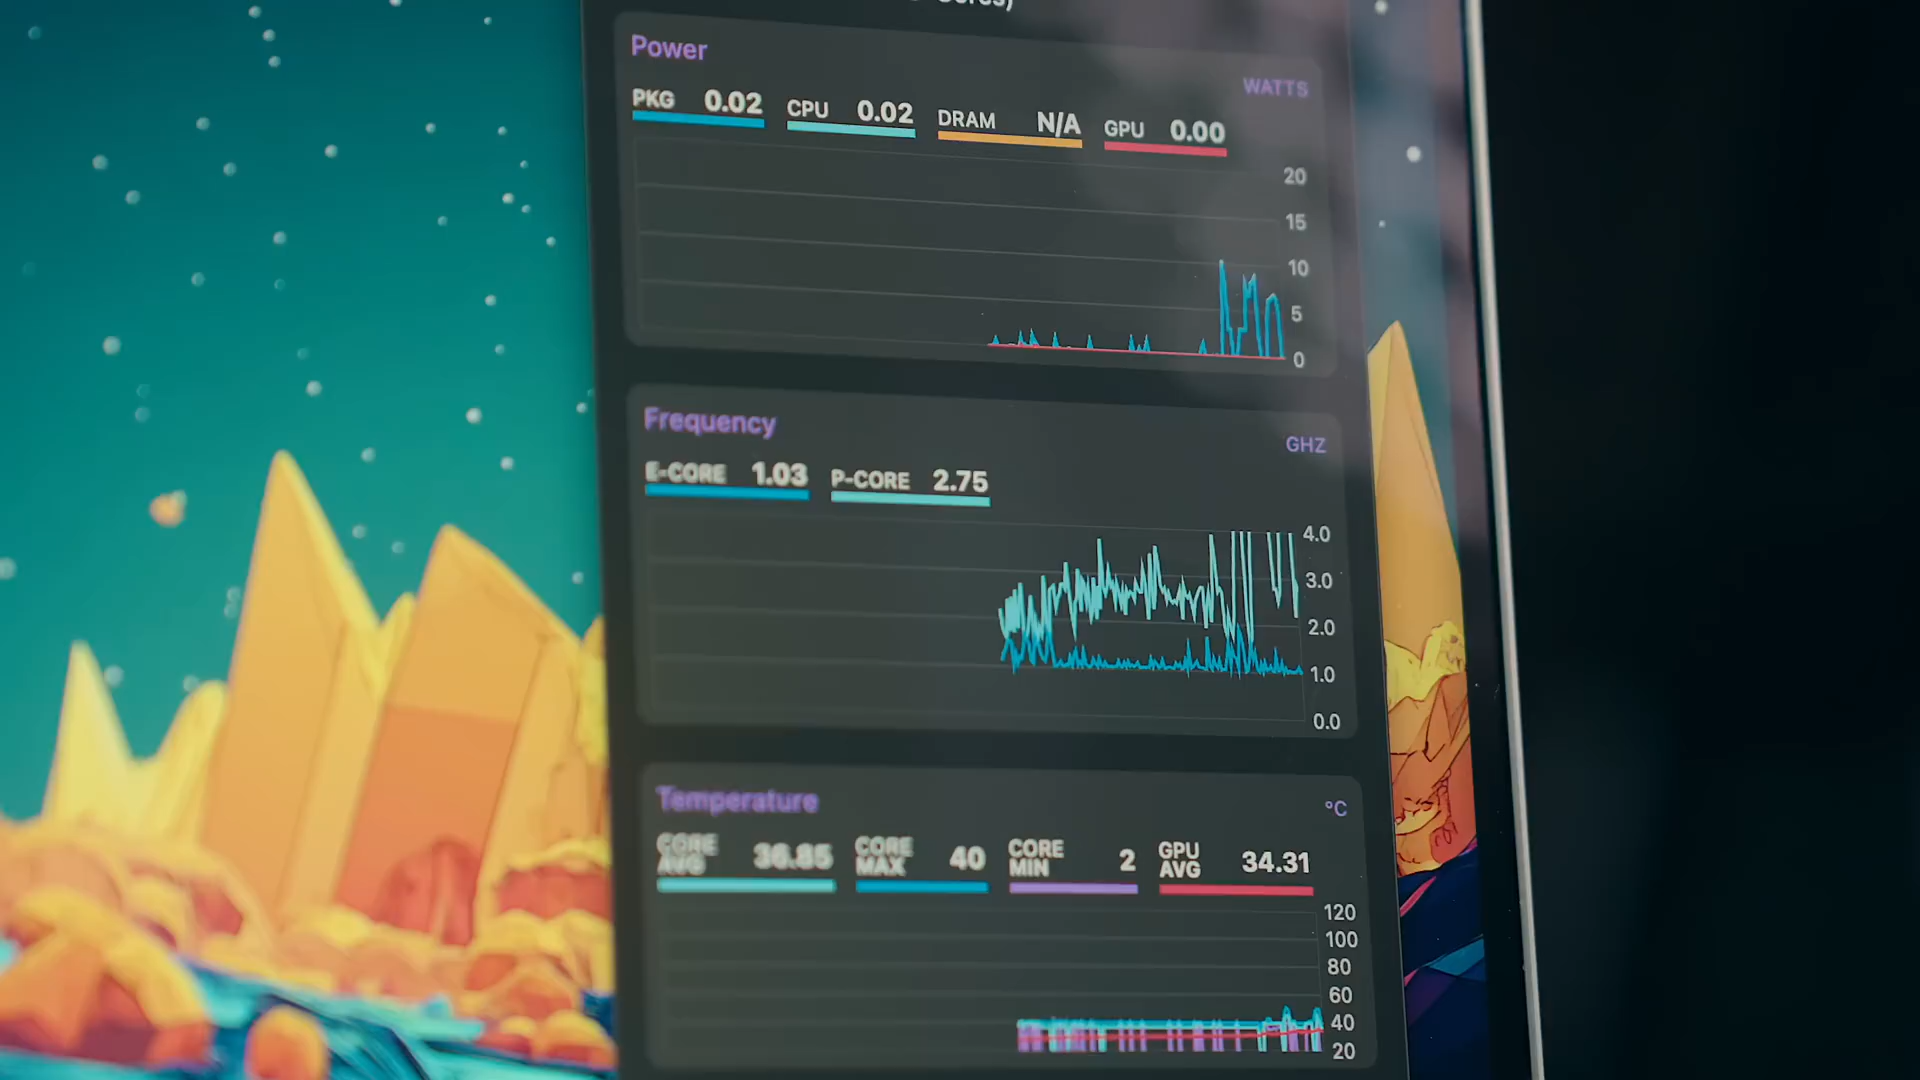 Cores)
Power
WATTS
PKG 0.02 CPU 0.02 DRAM N/A GPU 0.00
20
15
10
5
0
Frequency
GHZ
E-CORE 1.03 P-CORE 2.75
4.0
3.0
2.0
1.0
0.0
Temperature
°C
CORE AVG 36.85 CORE MAX 40 CORE MIN 2 GPU AVG 34.31
120
100
80
60
40
20